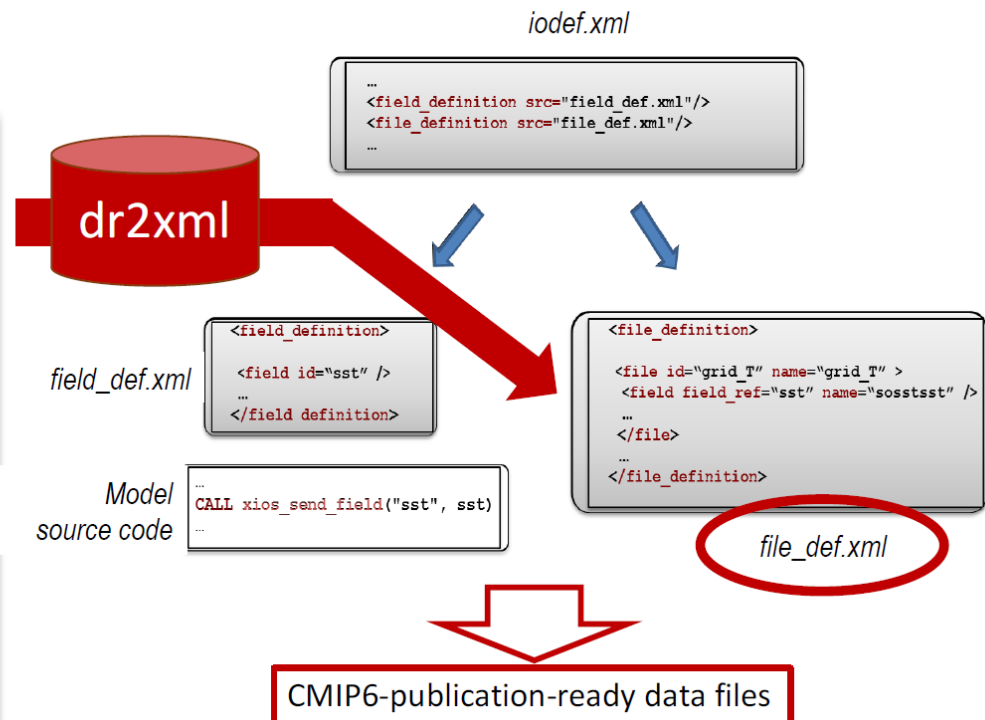 iodef.xml
…
<field_definition src="field_def.xml"/>
<file_definition src="file_def.xml"/>
…
dr2xml
field_def.xml
<field_definition>
<field id="sst" />
…
</field definition>
<file_definition>
<file id="grid_T" name="grid_T" >
<field field_ref="sst" name="sosstsst" />
…
</file>
…
</file_definition>
file_def.xml
Model
source code
…
CALL xios_send_field("sst", sst)
…
CMIP6-publication-ready data files